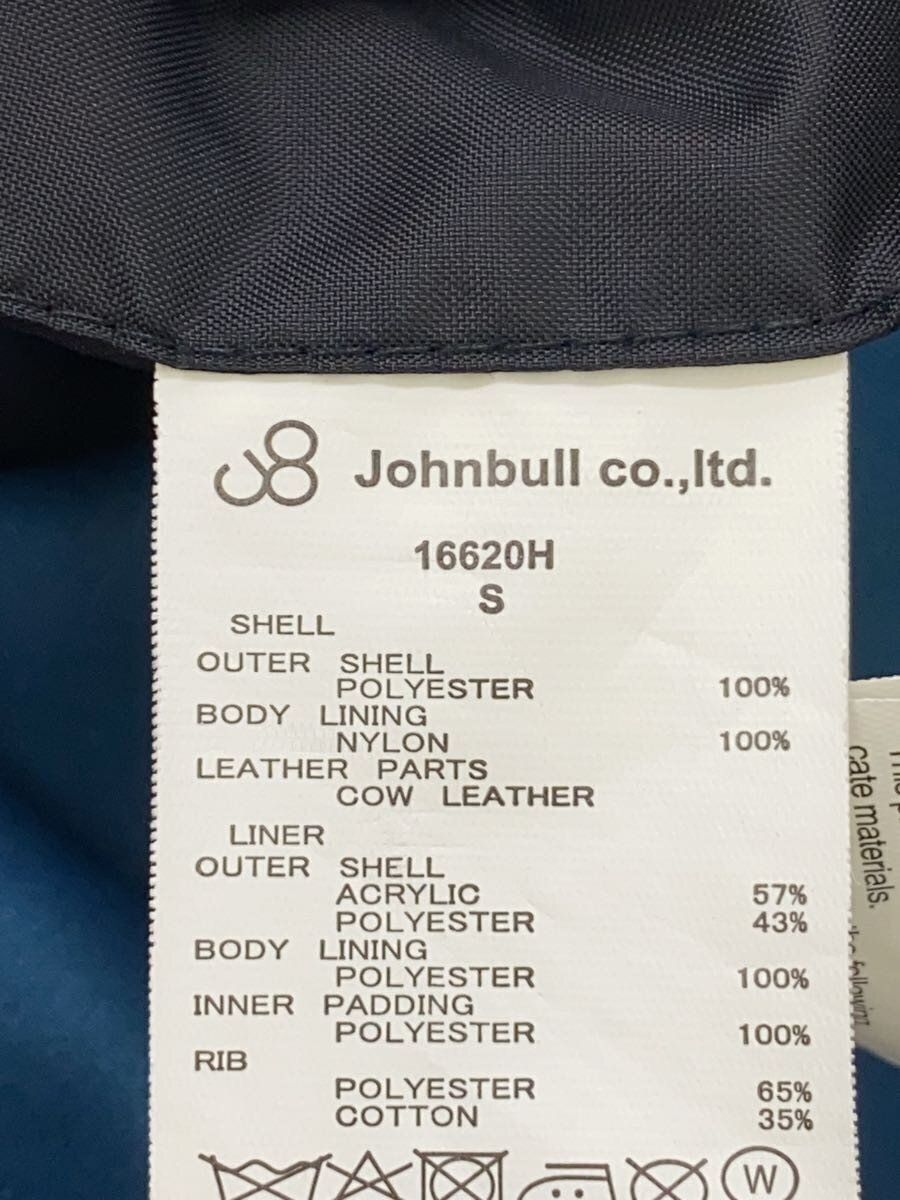 Johnbull co.,ltd.
16620H
S
SHELL
OUTER SHELL
POLYESTER 100%
BODY LINING
NYLON 100%
LEATHER PARTS
COW LEATHER
LINER
OUTER SHELL
ACRYLIC 57%
POLYESTER 43%
BODY LINING
POLYESTER 100%
INNER PADDING
POLYESTER 100%
RIB
POLYESTER 65%
COTTON 35%
W
cate materials.
following